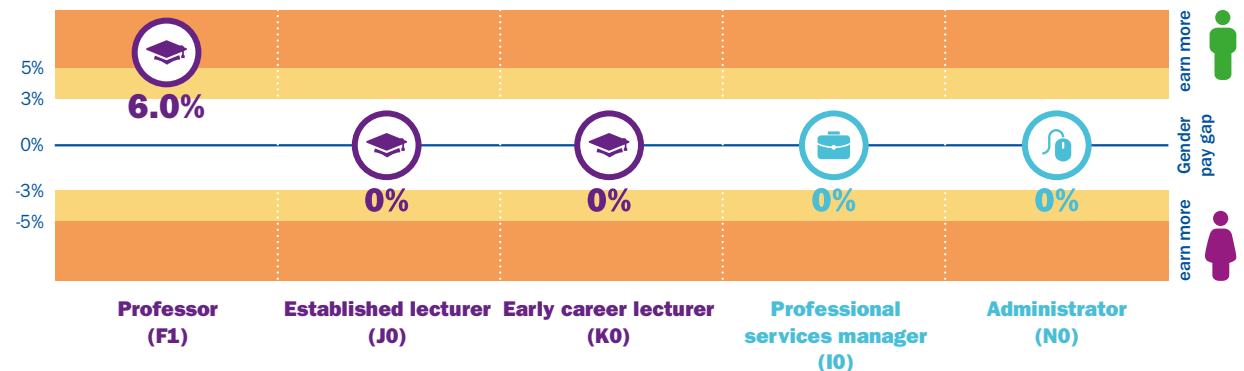 earn more
5%
3%
6.0%
0%
Gender
pay gap
-3%
0%
0%
0%
0%
-5%
earn more
Professor
(F1)
Established lecturer
(J0)
Early career lecturer
(K0)
Professional
services manager
(I0)
Administrator
(N0)